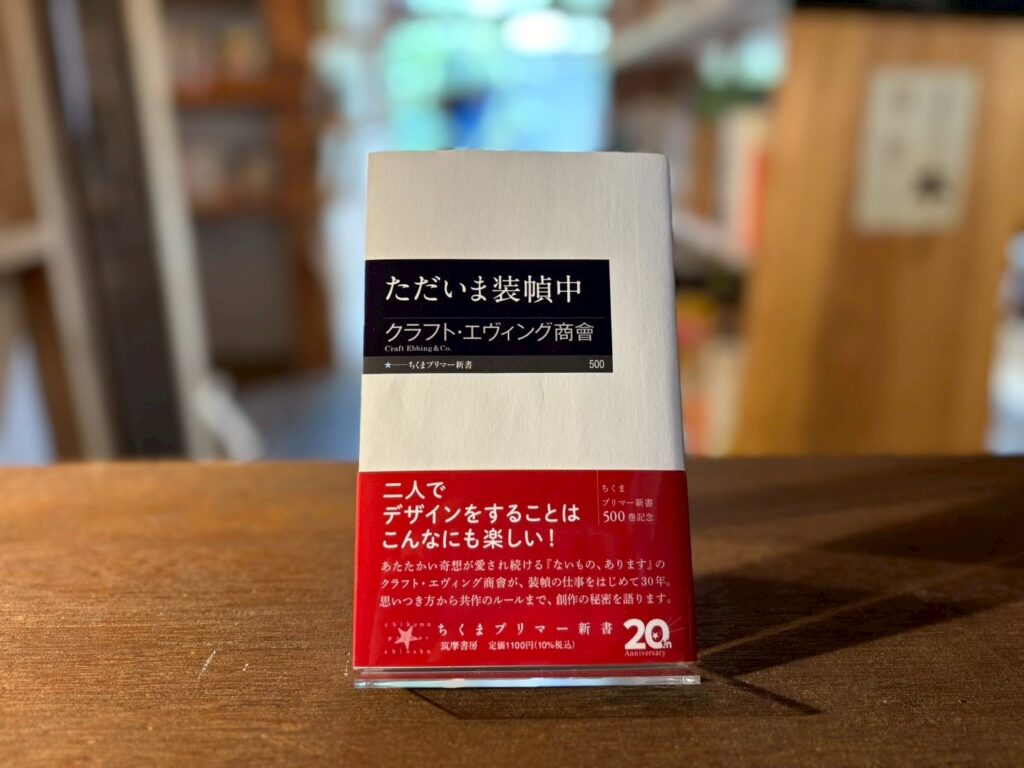 ただいま装幀中
クラフト・エヴィング商會
Craft Ebbing & Co.
★──ちくまプリマー新書
500
二人で
デザインをすることは
こんなにも楽しい！
ちくま
プリマー新書
500巻記念
あたたかい奇想が愛され続ける『ないもの、あります』の
クラフト・エヴィング商會が、装幀の仕事をはじめて30年。
思いつき方から共作のルールまで、創作の秘密を語ります。
chikuma
primer
shinsho
ちくまプリマー新書
筑摩書房 定価1100円(10%税込)
20th
Anniversary